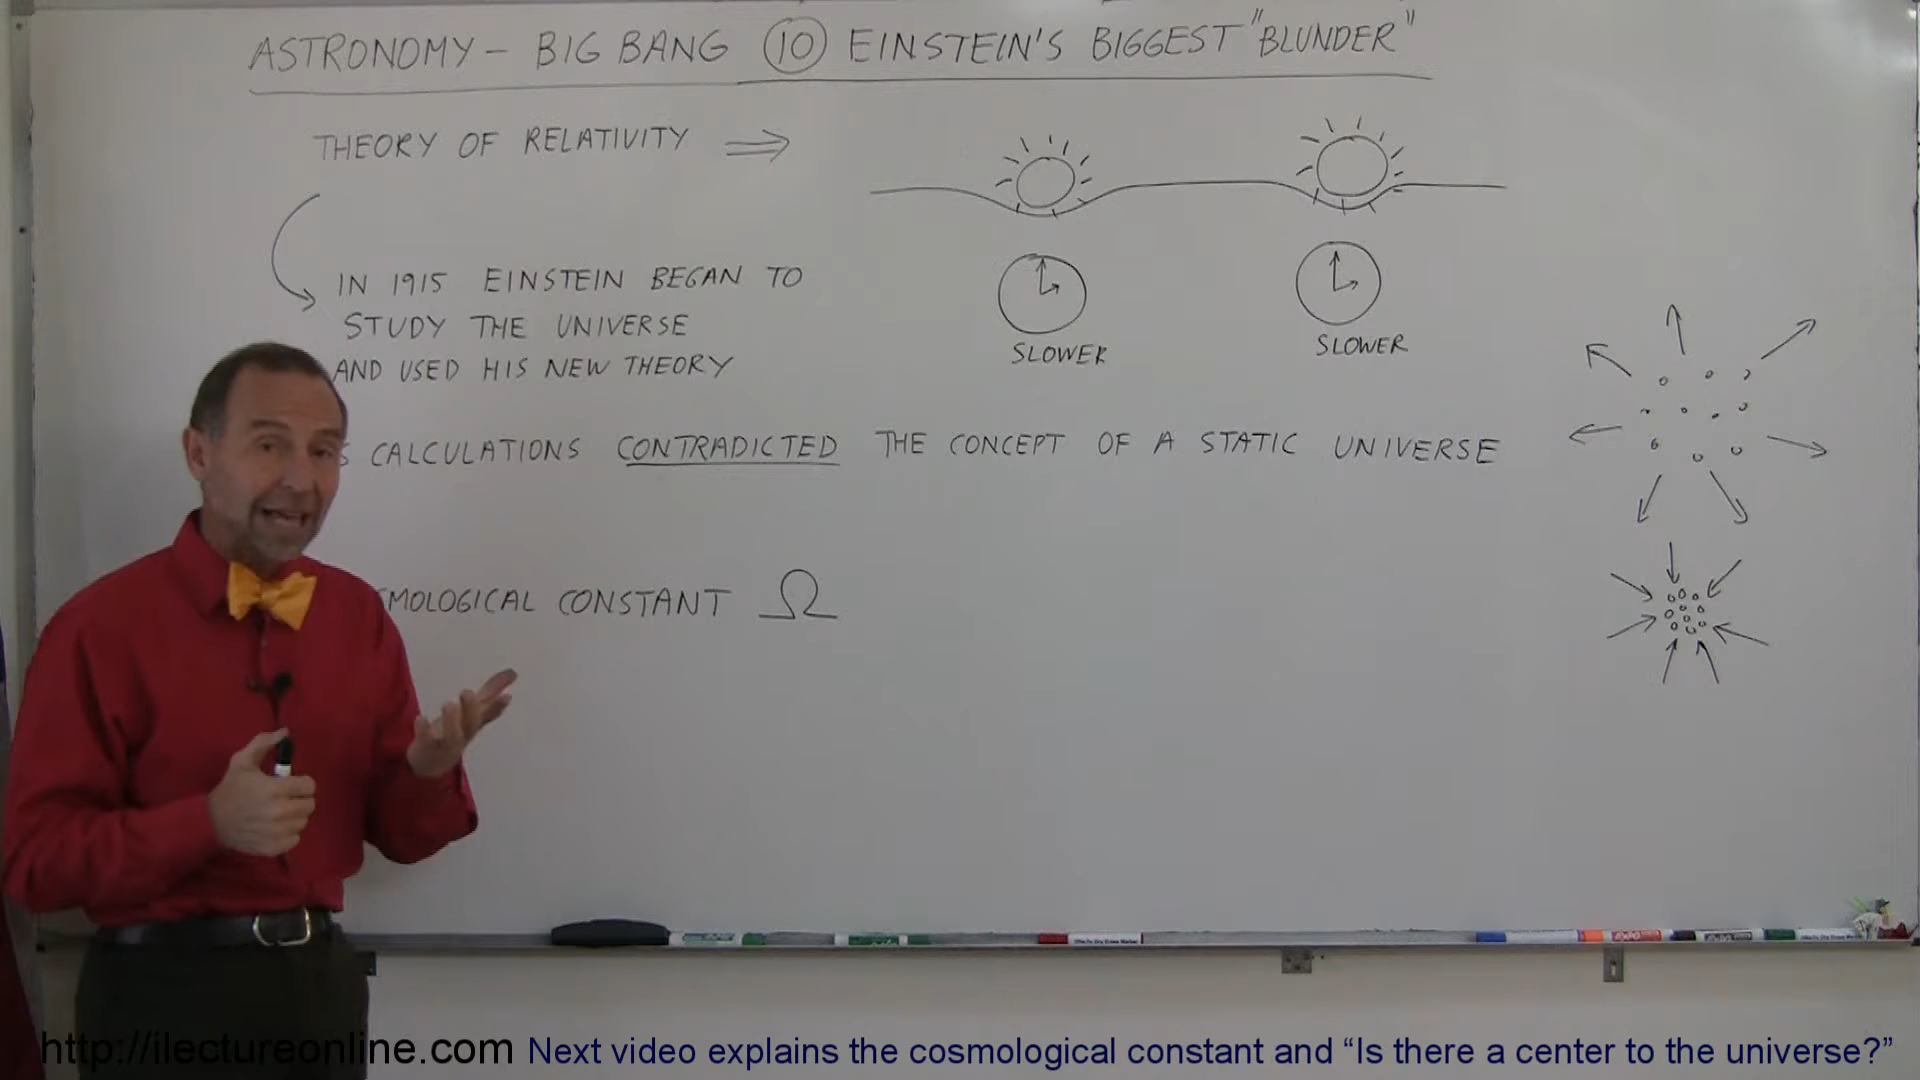 ASTRONOMY - BIG BANG 10 EINSTEIN'S BIGGEST "BLUNDER"
THEORY OF RELATIVITY ⇒
IN 1915 EINSTEIN BEGAN TO
STUDY THE UNIVERSE
AND USED HIS NEW THEORY
SLOWER
SLOWER
S CALCULATIONS CONTRADICTED THE CONCEPT OF A STATIC UNIVERSE
MOLOGICAL CONSTANT Ω
http://ilectureonline.com Next video explains the cosmological constant and “Is there a center to the universe?”